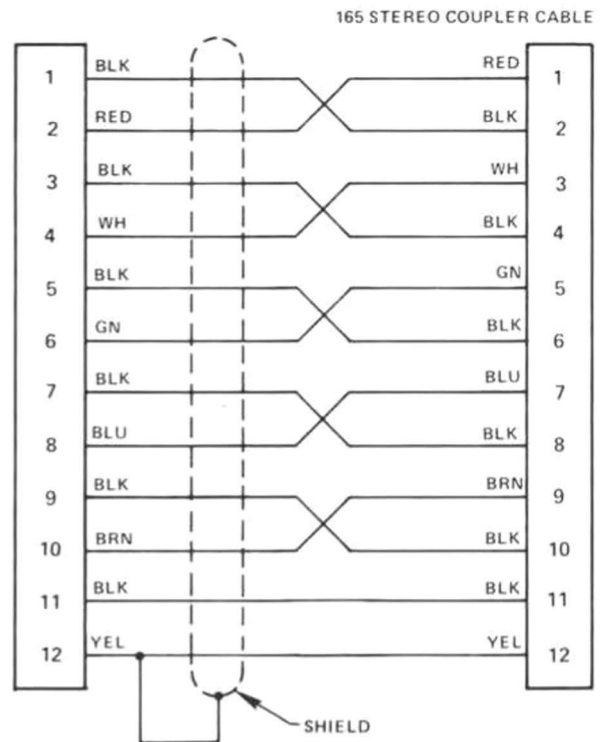 165 STEREO COUPLER CABLE
1 BLK RED 1
2 RED BLK 2
3 BLK WH 3
4 WH BLK 4
5 BLK GN 5
6 GN BLK 6
7 BLK BLU 7
8 BLU BLK 8
9 BLK BRN 9
10 BRN BLK 10
11 BLK BLK 11
12 YEL YEL 12
SHIELD